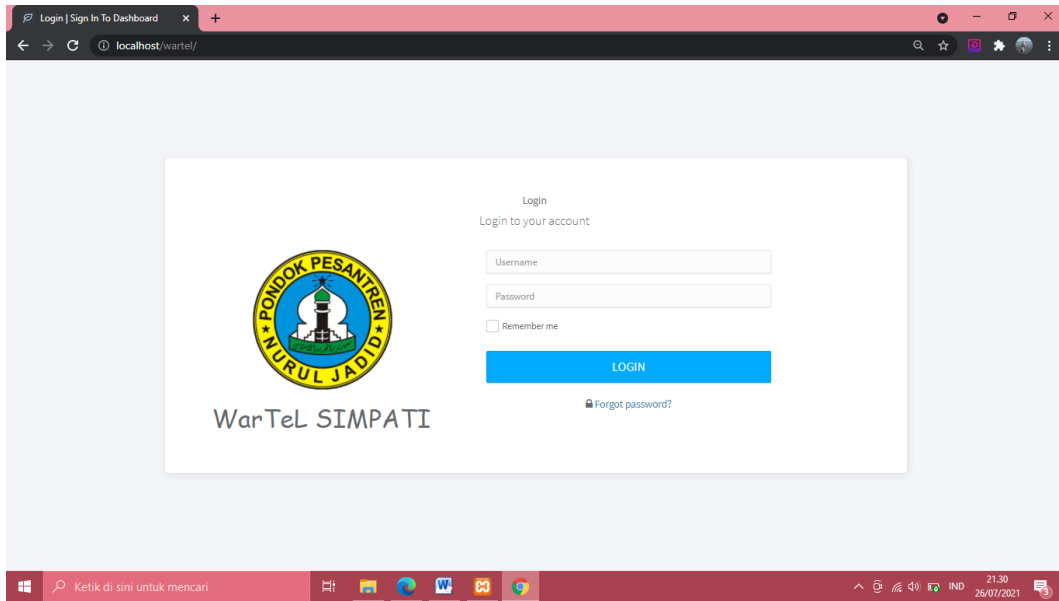 Login | Sign In To Dashboard
localhost/wartel/
Login
Login to your account
Username
Password
Remember me
LOGIN
Forgot password?
PONDOK PESANTREN
NURUL JADID
WarTeL SIMPATI
Ketik di sini untuk mencari
IND
21.30
26/07/2021
3